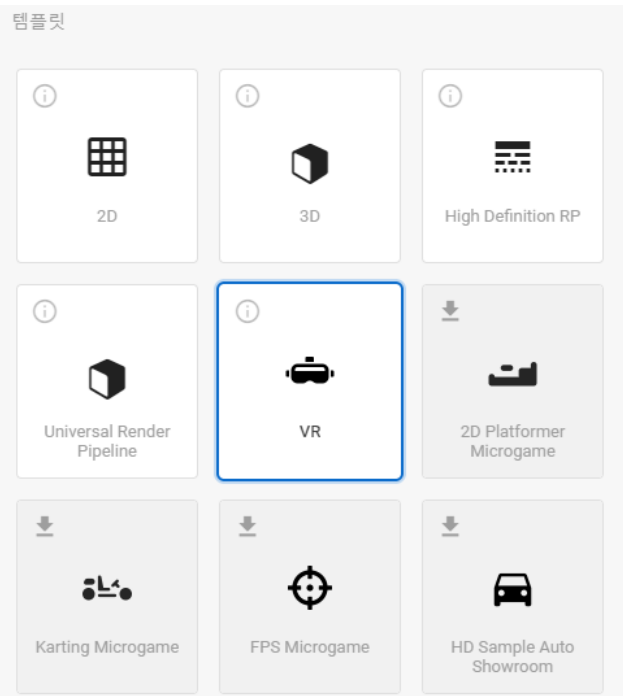 템플릿
2D
3D
High Definition RP
Universal Render
Pipeline
VR
2D Platformer
Microgame
Karting Microgame
FPS Microgame
HD Sample Auto
Showroom